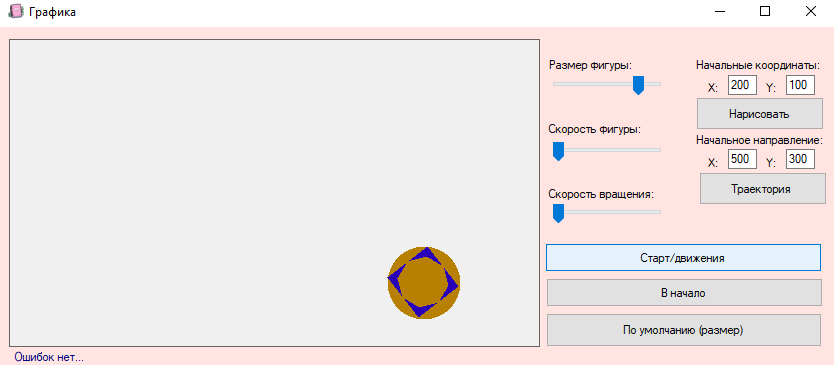 Графика
Размер фигуры:
Начальные координаты:
X: 200 Y: 100
Нарисовать
Скорость фигуры:
Начальное направление:
X: 500 Y: 300
Траектория
Скорость вращения:
Старт/движения
В начало
По умолчанию (размер)
Ошибок нет...